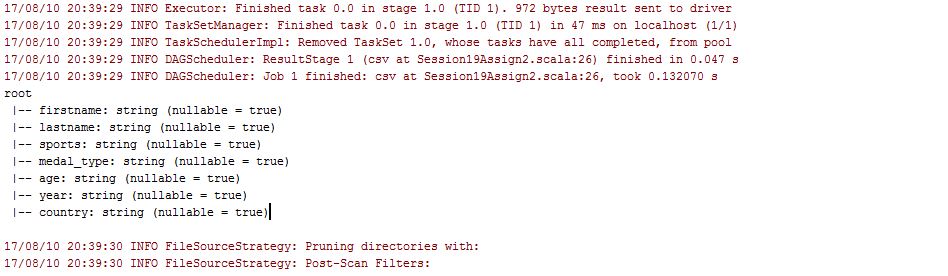 17/08/10 20:39:29 INFO Executor: Finished task 0.0 in stage 1.0 (TID 1). 972 bytes result sent to driver
17/08/10 20:39:29 INFO TaskSetManager: Finished task 0.0 in stage 1.0 (TID 1) in 47 ms on localhost (1/1)
17/08/10 20:39:29 INFO TaskSchedulerImpl: Removed TaskSet 1.0, whose tasks have all completed, from pool
17/08/10 20:39:29 INFO DAGScheduler: ResultStage 1 (csv at Session19Assign2.scala:26) finished in 0.047 s
17/08/10 20:39:29 INFO DAGScheduler: Job 1 finished: csv at Session19Assign2.scala:26, took 0.132070 s
root
 |-- firstname: string (nullable = true)
 |-- lastname: string (nullable = true)
 |-- sports: string (nullable = true)
 |-- medal_type: string (nullable = true)
 |-- age: string (nullable = true)
 |-- year: string (nullable = true)
 |-- country: string (nullable = true)
17/08/10 20:39:30 INFO FileSourceStrategy: Pruning directories with:
17/08/10 20:39:30 INFO FileSourceStrategy: Post-Scan Filters: